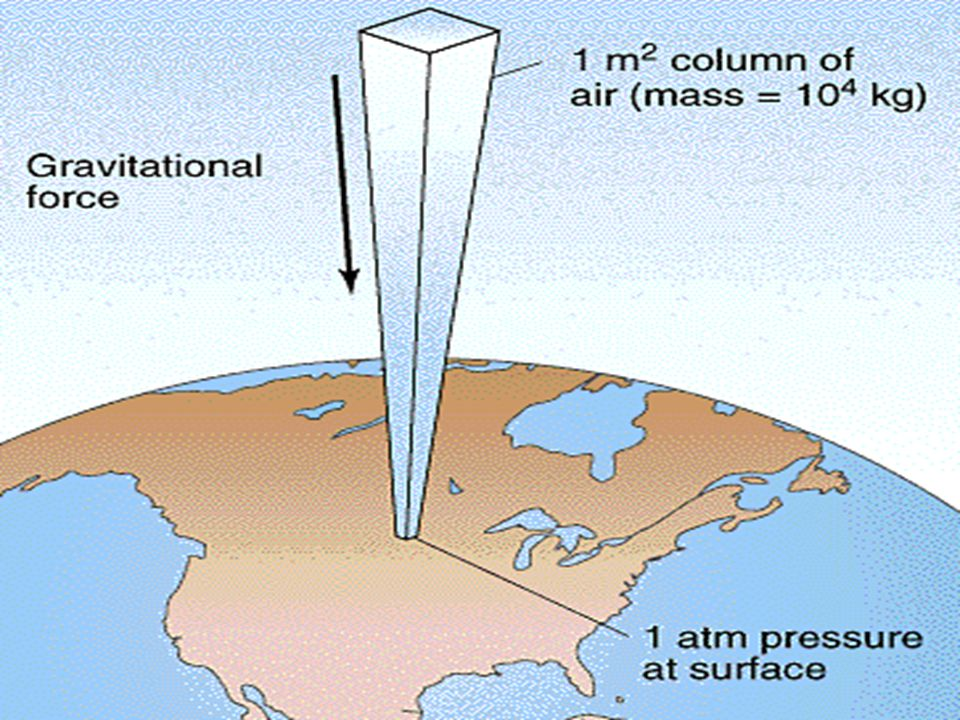 1 m² column of
air (mass = 10⁴ kg)
Gravitational
force
1 atm pressure
at surface